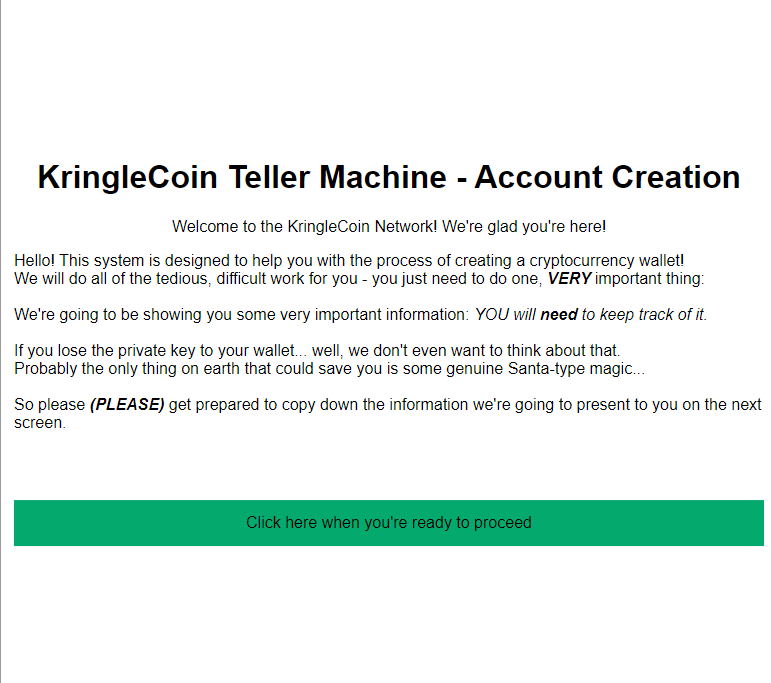 KringleCoin Teller Machine - Account Creation
Welcome to the KringleCoin Network! We're glad you're here!
Hello! This system is designed to help you with the process of creating a cryptocurrency wallet!
We will do all of the tedious, difficult work for you - you just need to do one, VERY important thing:
We're going to be showing you some very important information: YOU will need to keep track of it.
If you lose the private key to your wallet... well, we don't even want to think about that.
Probably the only thing on earth that could save you is some genuine Santa-type magic...
So please (PLEASE) get prepared to copy down the information we're going to present to you on the next
screen.
Click here when you're ready to proceed